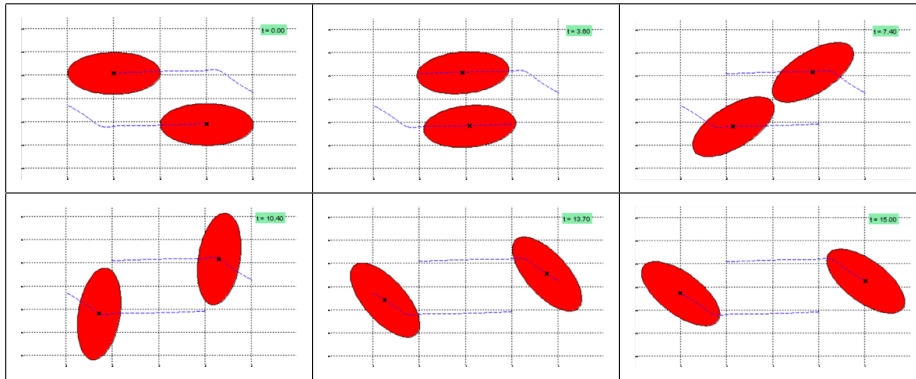 t = 0.00
t = 3.60
t = 7.40
t = 10.40
t = 13.70
t = 15.00